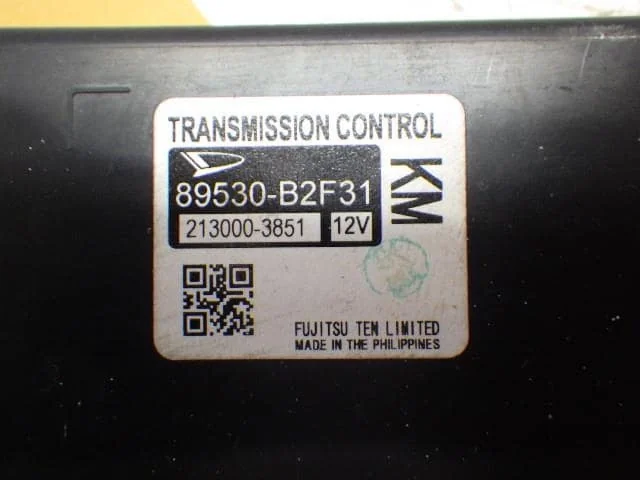 TRANSMISSION CONTROL
89530-B2F31
213000-3851 12V
KM
FUJITSU TEN LIMITED
MADE IN THE PHILIPPINES